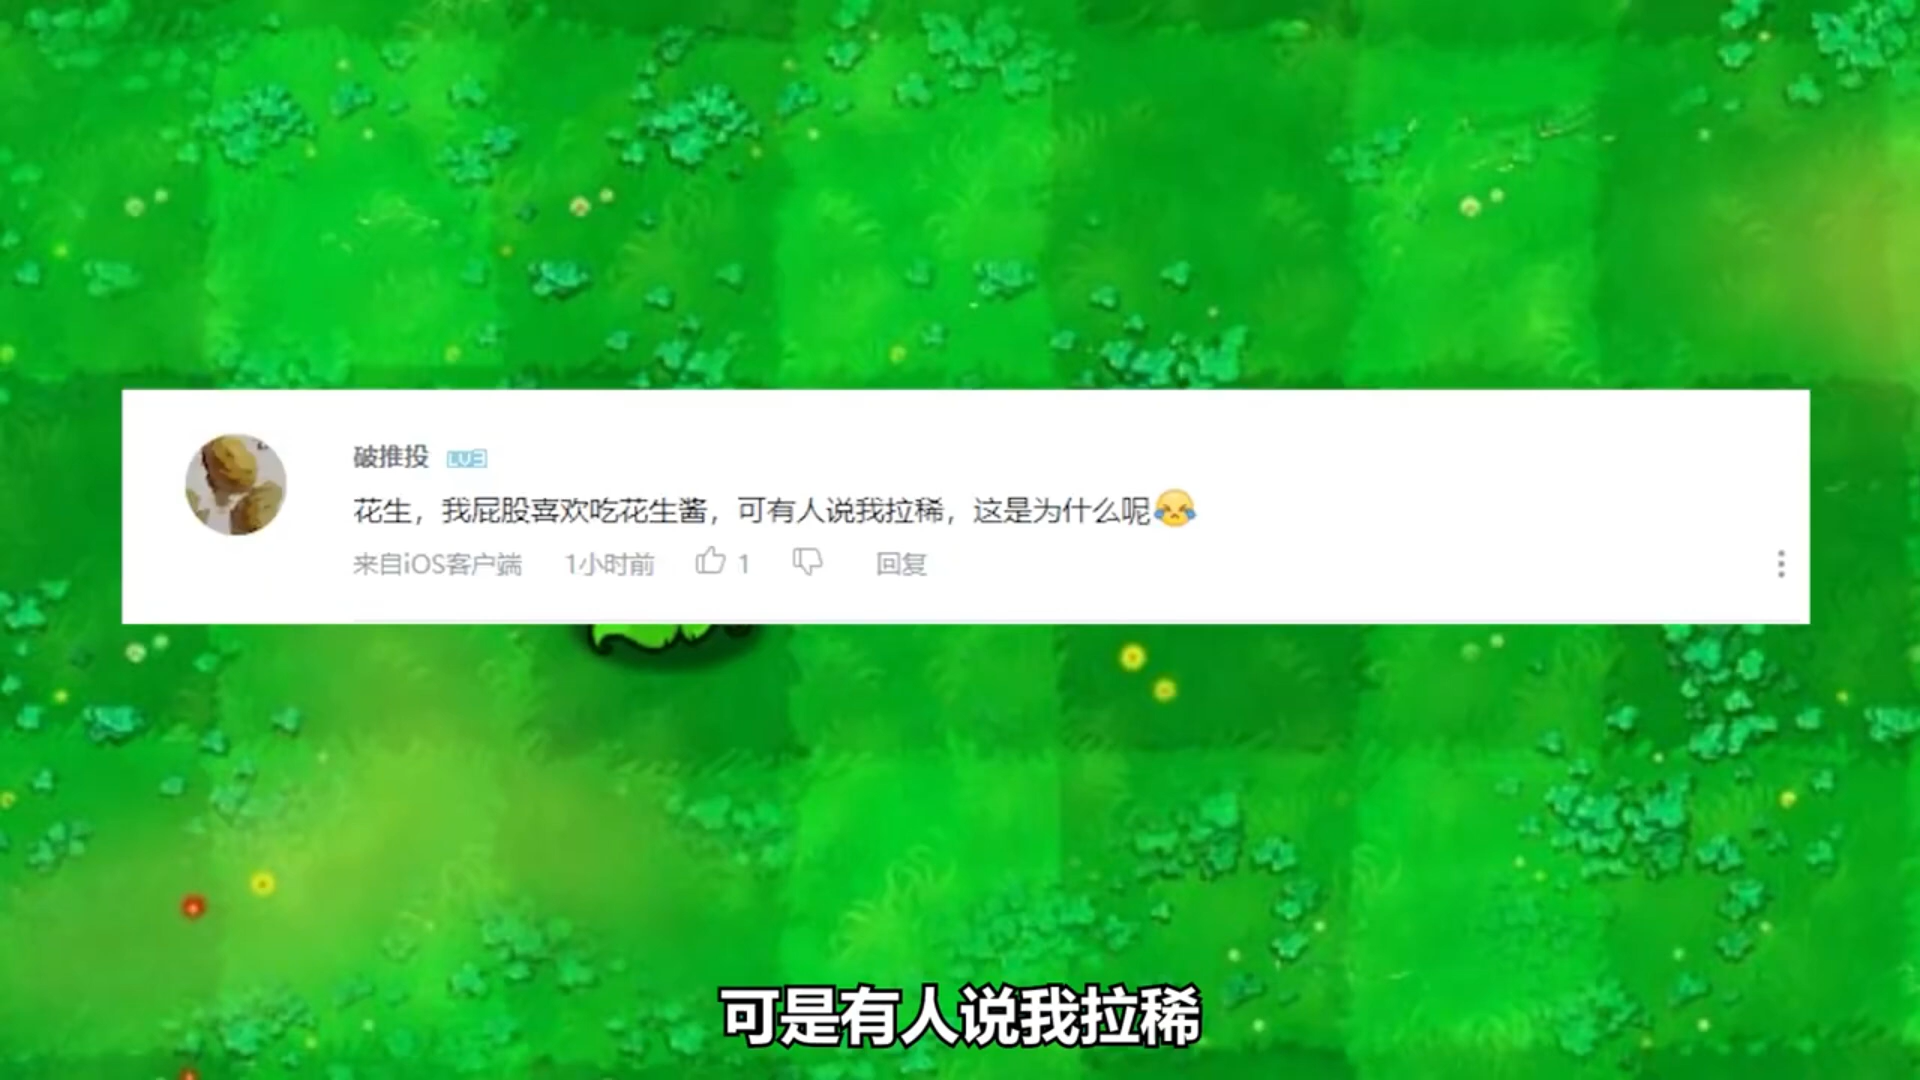 破推投 LV3
花生，我屁股喜欢吃花生酱，可有人说我拉稀，这是为什么呢😂
来自iOS客户端 1小时前 1 回复
可是有人说我拉稀